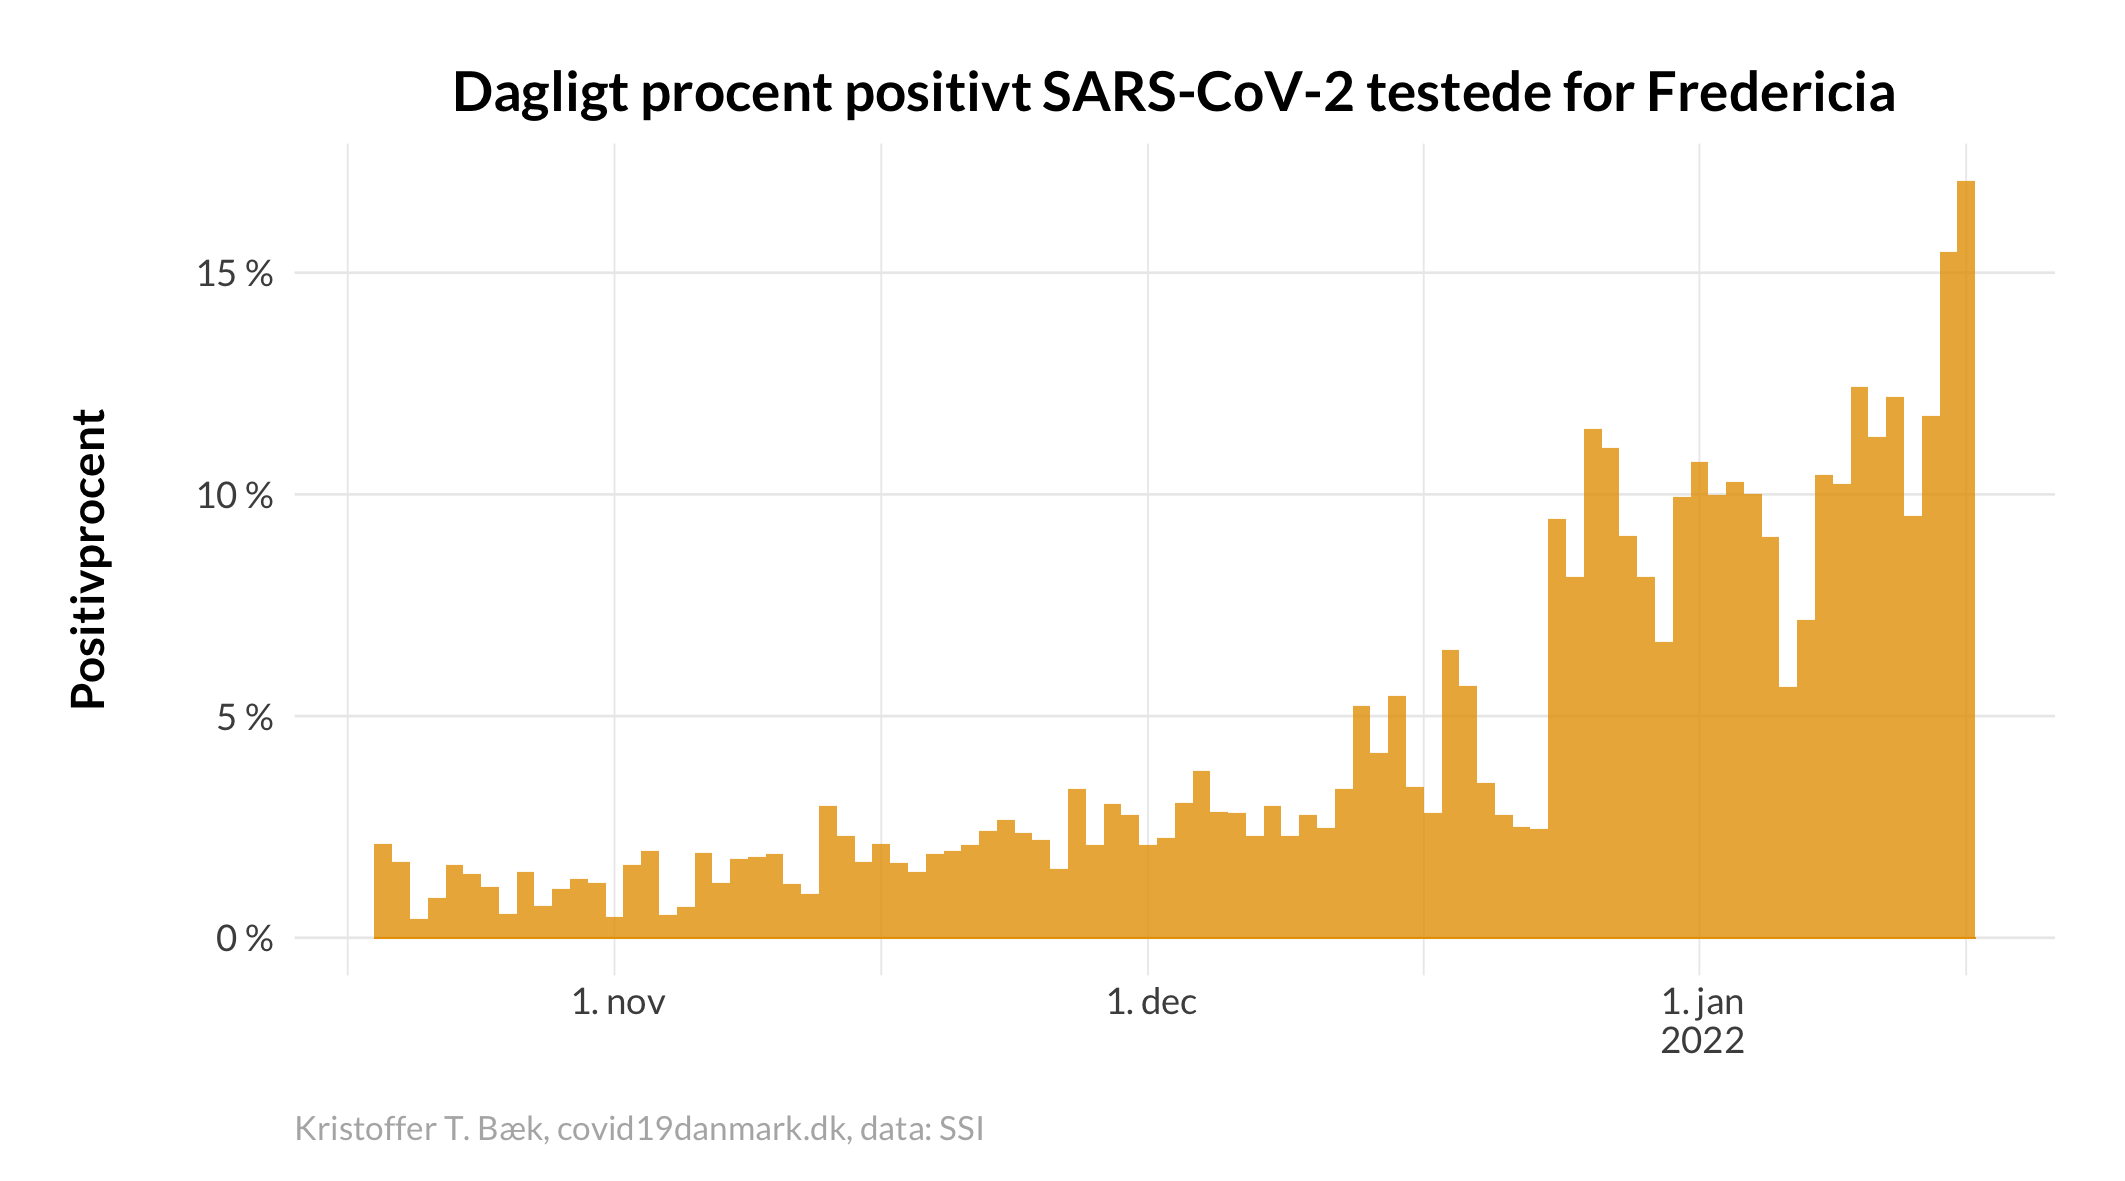 Dagligt procent positivt SARS-CoV-2 testede for Fredericia
Positivprocent
15 %
10 %
5 %
0 %
1. nov
1. dec
1. jan
2022
Kristoffer T. Bæk, covid19danmark.dk, data: SSI